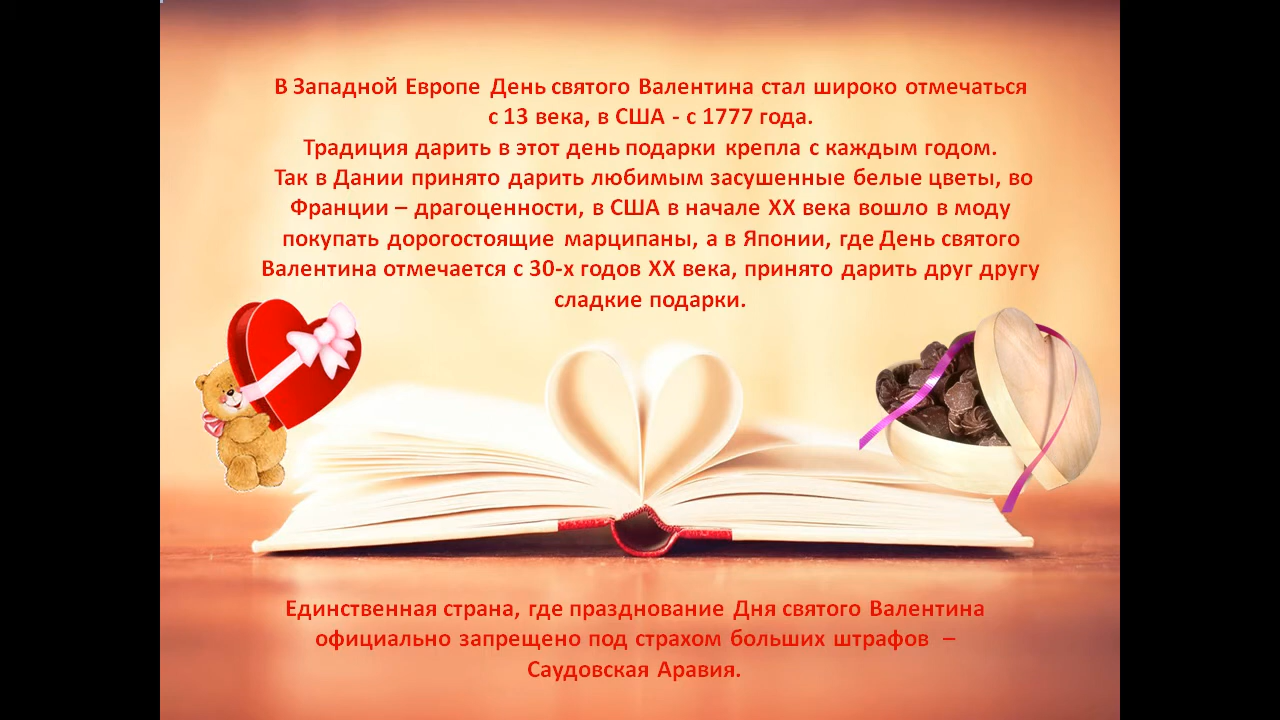 В Западной Европе День святого Валентина стал широко отмечаться
с 13 века, в США - с 1777 года.
Традиция дарить в этот день подарки крепла с каждым годом.
Так в Дании принято дарить любимым засушенные белые цветы, во
Франции – драгоценности, в США в начале XX века вошло в моду
покупать дорогостоящие марципаны, а в Японии, где День святого
Валентина отмечается с 30-х годов XX века, принято дарить друг другу
сладкие подарки.
Единственная страна, где празднование Дня святого Валентина
официально запрещено под страхом больших штрафов –
Саудовская Аравия.